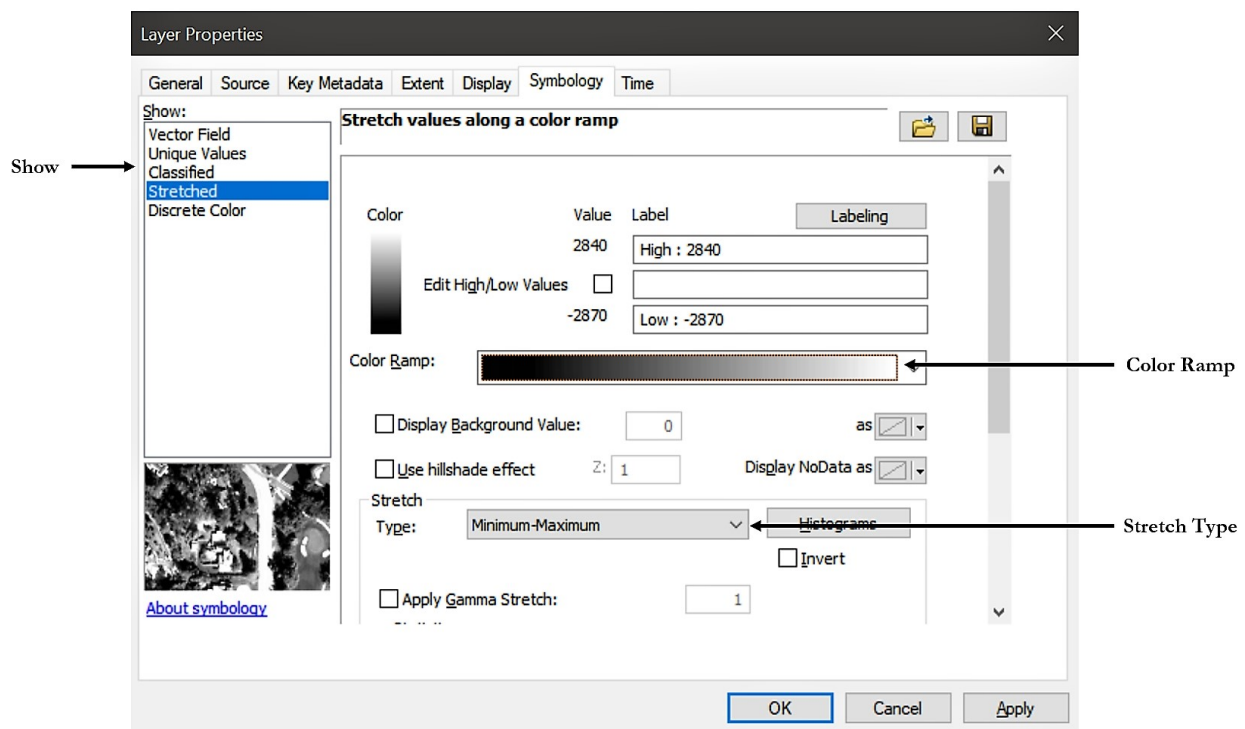 Layer Properties
General Source Key Metadata Extent Display Symbology Time
Show:
Vector Field
Unique Values
Classified
Stretched
Discrete Color
Show
Stretch values along a color ramp
Color Value Label Labeling
2840 High : 2840
Edit High/Low Values
-2870 Low : -2870
Color Ramp:
Color Ramp
Display Background Value: 0 as
Use hillshade effect Z: 1 Display NoData as
Stretch
Type: Minimum-Maximum Histograms
Stretch Type
Invert
Apply Gamma Stretch: 1
About symbology
OK Cancel Apply